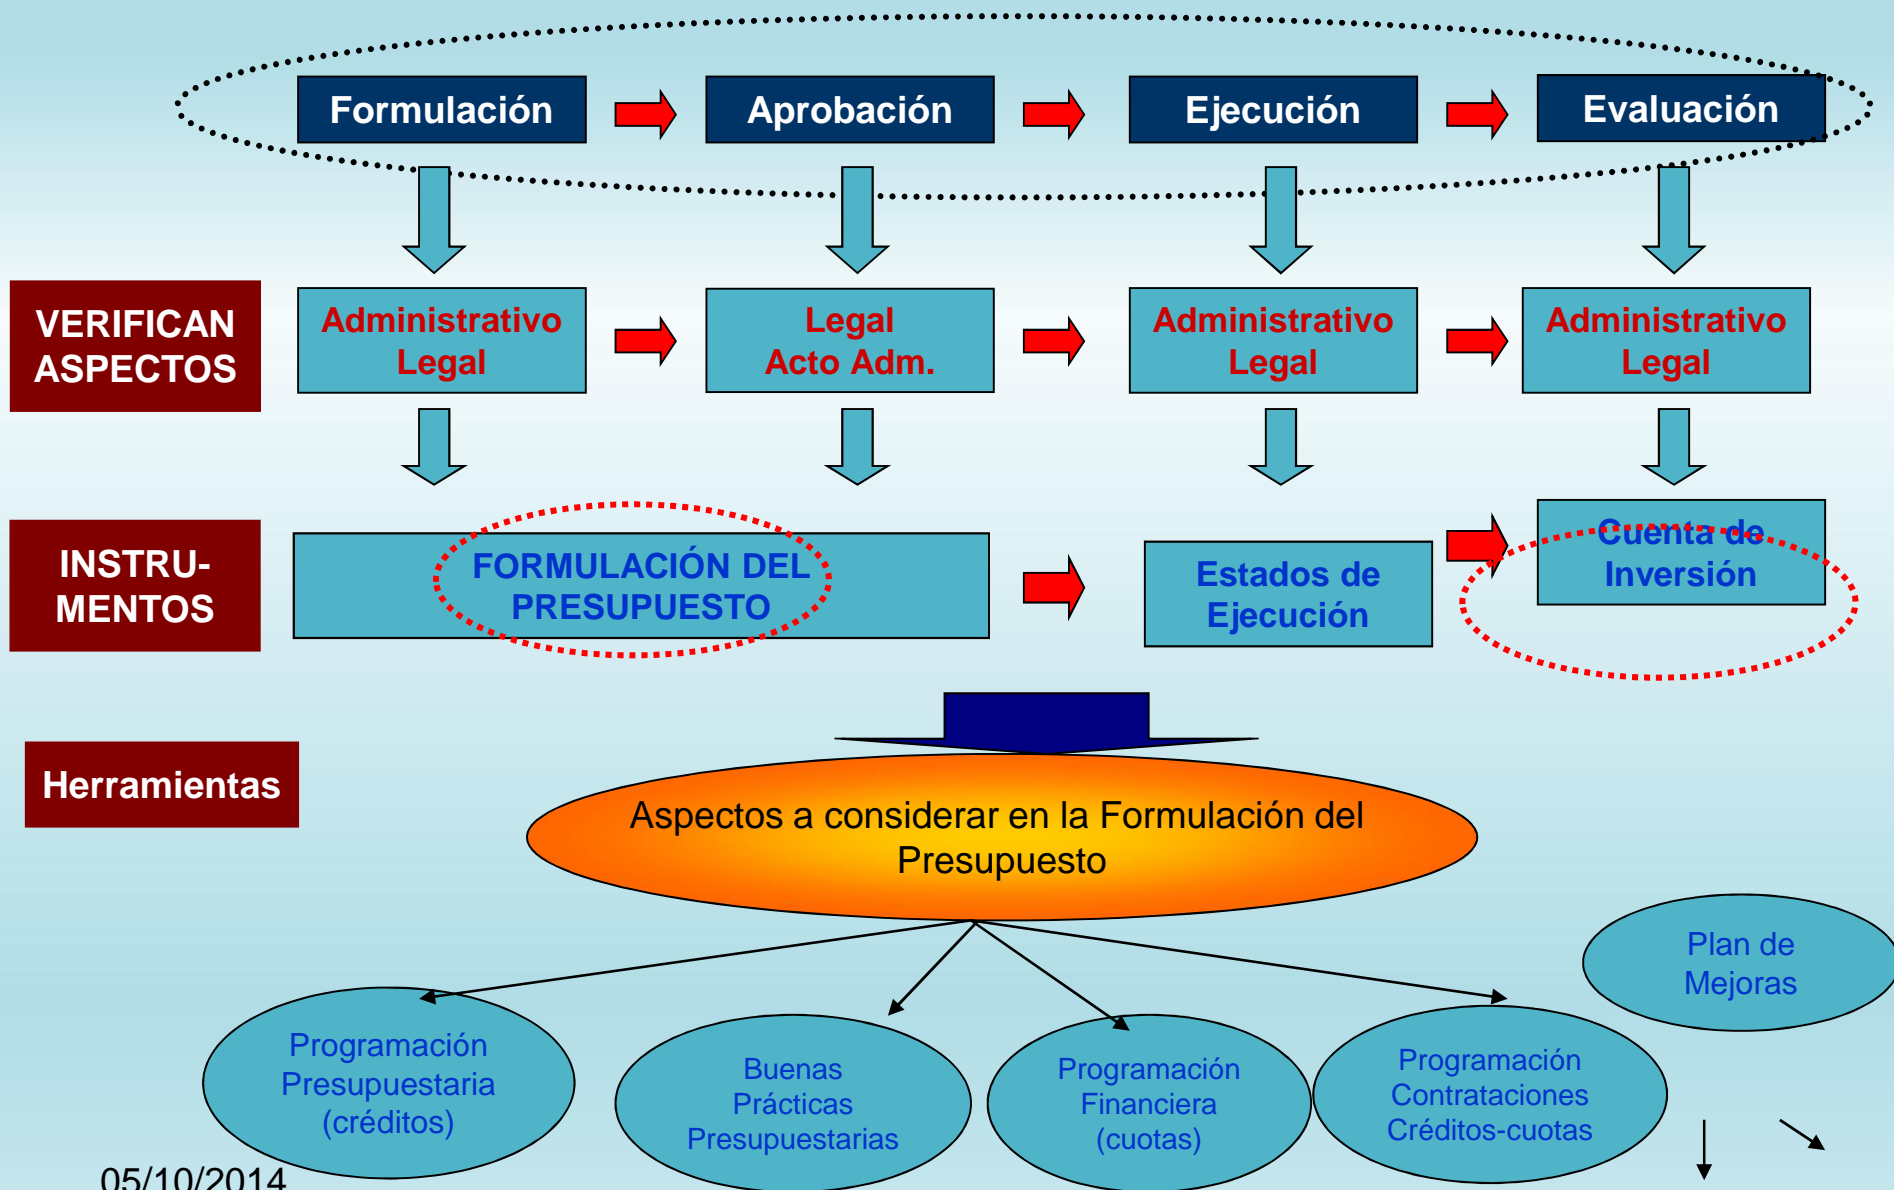 Formulación
Aprobación
Ejecución
Evaluación
VERIFICAN
ASPECTOS
Administrativo
Legal
Legal
Acto Adm.
Administrativo
Legal
Administrativo
Legal
INSTRU-
MENTOS
FORMULACIÓN DEL
PRESUPUESTO
Estados de
Ejecución
Cuenta de
Inversión
Herramientas
Aspectos a considerar en la Formulación del
Presupuesto
Plan de
Mejoras
Programación
Presupuestaria
(créditos)
Buenas
Prácticas
Presupuestarias
Programación
Financiera
(cuotas)
Programación
Contrataciones
Créditos-cuotas
05/10/2014